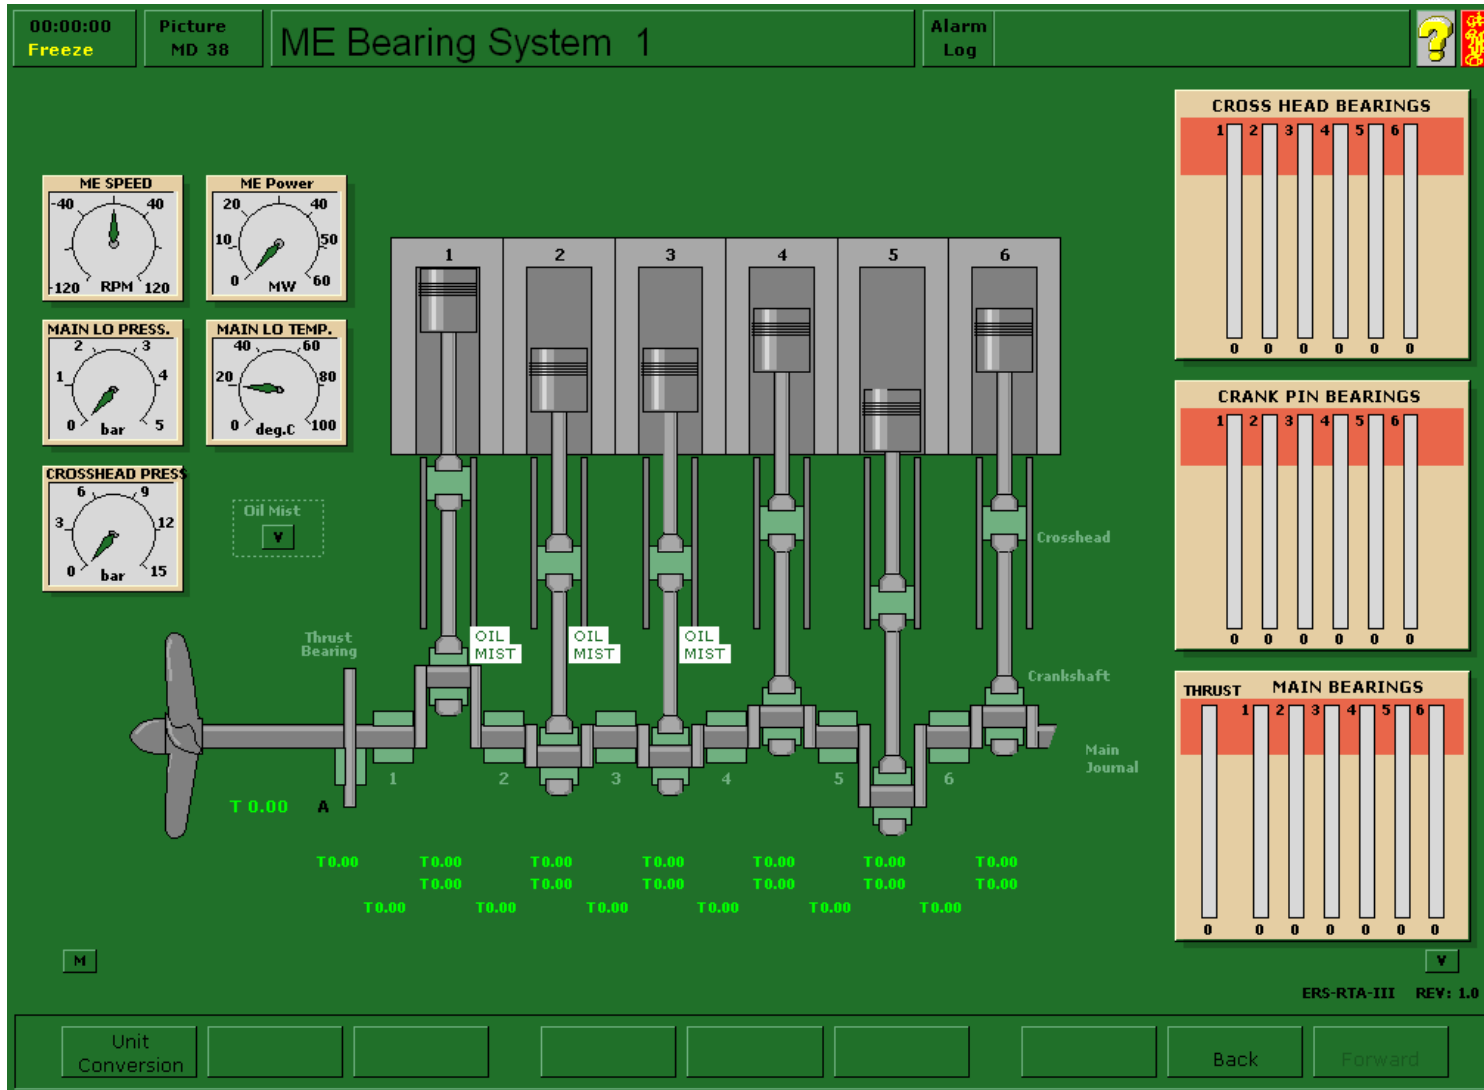 00:00:00
Freeze
Picture
MD 38
ME Bearing System 1
Alarm
Log
?
ME SPEED
-40 40
-120 RPM 120
ME Power
20 40
10 50
0 MW 60
MAIN LO PRESS.
2 3
1 4
0 bar 5
MAIN LO TEMP.
40 60
20 80
0 deg.C 100
CROSSHEAD PRESS
6 9
3 12
0 bar 15
Oil Mist
V
1 2 3 4 5 6
Crosshead
Thrust
Bearing
OIL
MIST
OIL
MIST
OIL
MIST
Crankshaft
Main
Journal
1 2 3 4 5 6
T 0.00 A
T0.00 T0.00 T0.00 T0.00 T0.00 T0.00 T0.00
T0.00 T0.00 T0.00 T0.00 T0.00 T0.00
T0.00 T0.00 T0.00 T0.00 T0.00 T0.00
CROSS HEAD BEARINGS
1 2 3 4 5 6
0 0 0 0 0 0
CRANK PIN BEARINGS
1 2 3 4 5 6
0 0 0 0 0 0
THRUST MAIN BEARINGS
1 2 3 4 5 6
0 0 0 0 0 0 0
M
V
ERS-RTA-III REV: 1.0
Unit
Conversion
Back
Forward